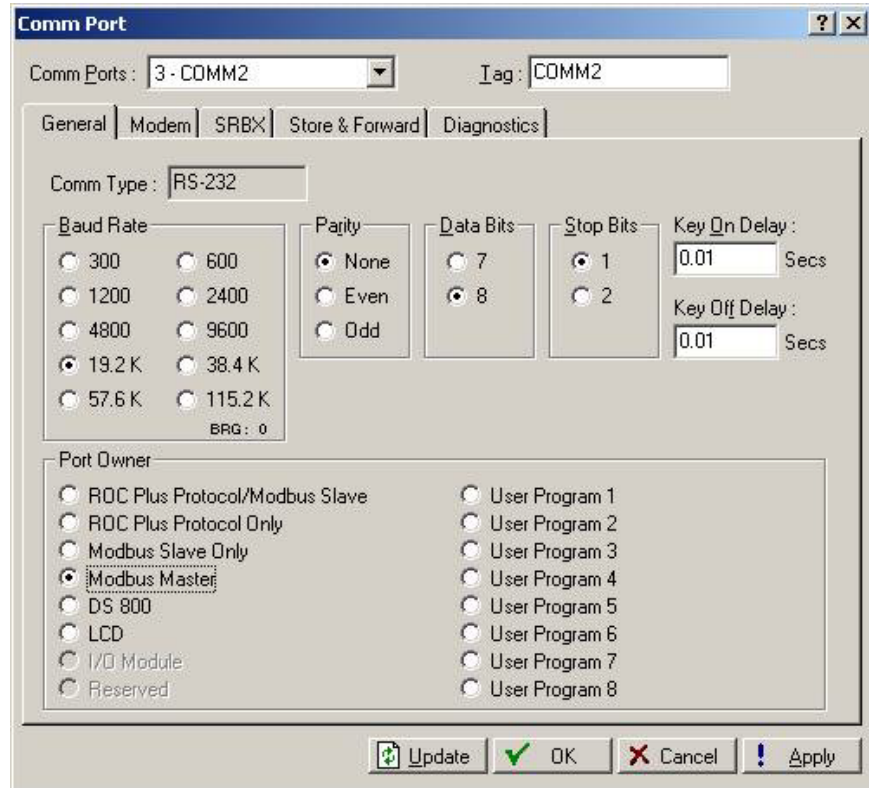 Comm Port
Comm Ports : 3 - COMM2 Tag : COMM2
General Modem SRBX Store & Forward Diagnostics
Comm Type : RS-232
Baud Rate
300 600
1200 2400
4800 9600
19.2 K 38.4 K
57.6 K 115.2 K
BRG: 0
Parity
None
Even
Odd
Data Bits
7
8
Stop Bits
1
2
Key On Delay :
0.01 Secs
Key Off Delay :
0.01 Secs
Port Owner
ROC Plus Protocol/Modbus Slave
ROC Plus Protocol Only
Modbus Slave Only
Modbus Master
DS 800
LCD
I/O Module
Reserved
User Program 1
User Program 2
User Program 3
User Program 4
User Program 5
User Program 6
User Program 7
User Program 8
Update OK Cancel Apply